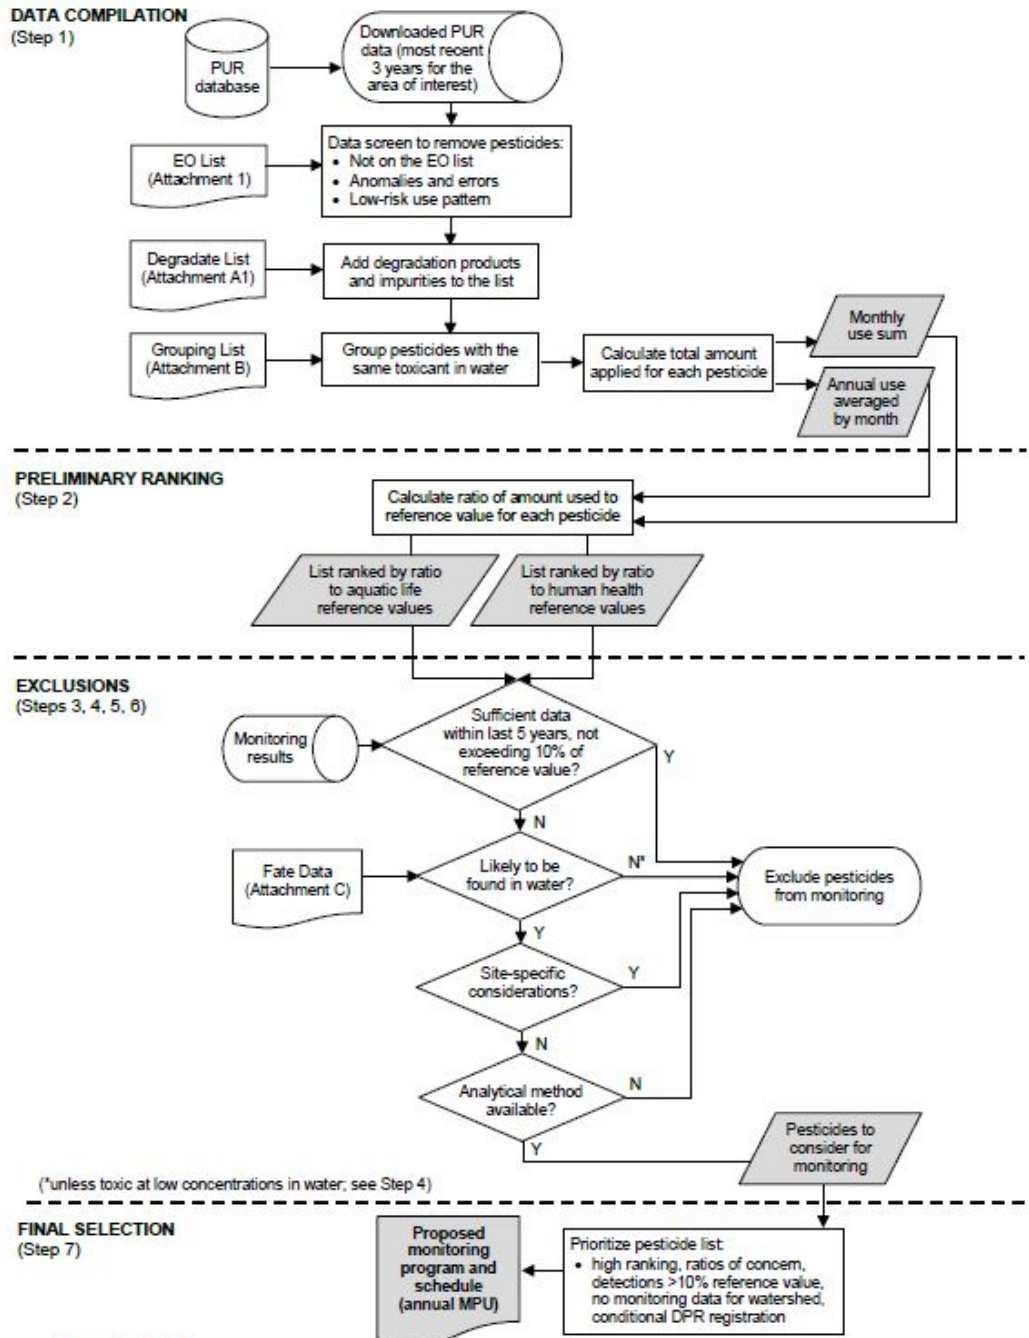 DATA COMPILATION
(Step 1)
PUR
database
Downloaded PUR
data (most recent
3 years for the
area of interest)
EO List
(Attachment 1)
Data screen to remove pesticides:
• Not on the EO list
• Anomalies and errors
• Low-risk use pattern
Degradate List
(Attachment A1)
Add degradation products
and impurities to the list
Grouping List
(Attachment B)
Group pesticides with the
same toxicant in water
Calculate total amount
applied for each pesticide
Monthly
use sum
Annual use
averaged
by month
PRELIMINARY RANKING
(Step 2)
Calculate ratio of amount used to
reference value for each pesticide
List ranked by ratio
to aquatic life
reference values
List ranked by ratio
to human health
reference values
EXCLUSIONS
(Steps 3, 4, 5, 6)
Monitoring
results
Sufficient data
within last 5 years, not
exceeding 10% of
reference value?
Y
N
Fate Data
(Attachment C)
Likely to be
found in water?
N*
Exclude pesticides
from monitoring
Y
Site-specific
considerations?
Y
N
Analytical method
available?
N
Y
Pesticides to
consider for
monitoring
(*unless toxic at low concentrations in water; see Step 4)
FINAL SELECTION
(Step 7)
Proposed
monitoring
program and
schedule
(annual MPU)
Prioritize pesticide list:
• high ranking, ratios of concern,
detections >10% reference value,
no monitoring data for watershed,
conditional DPR registration